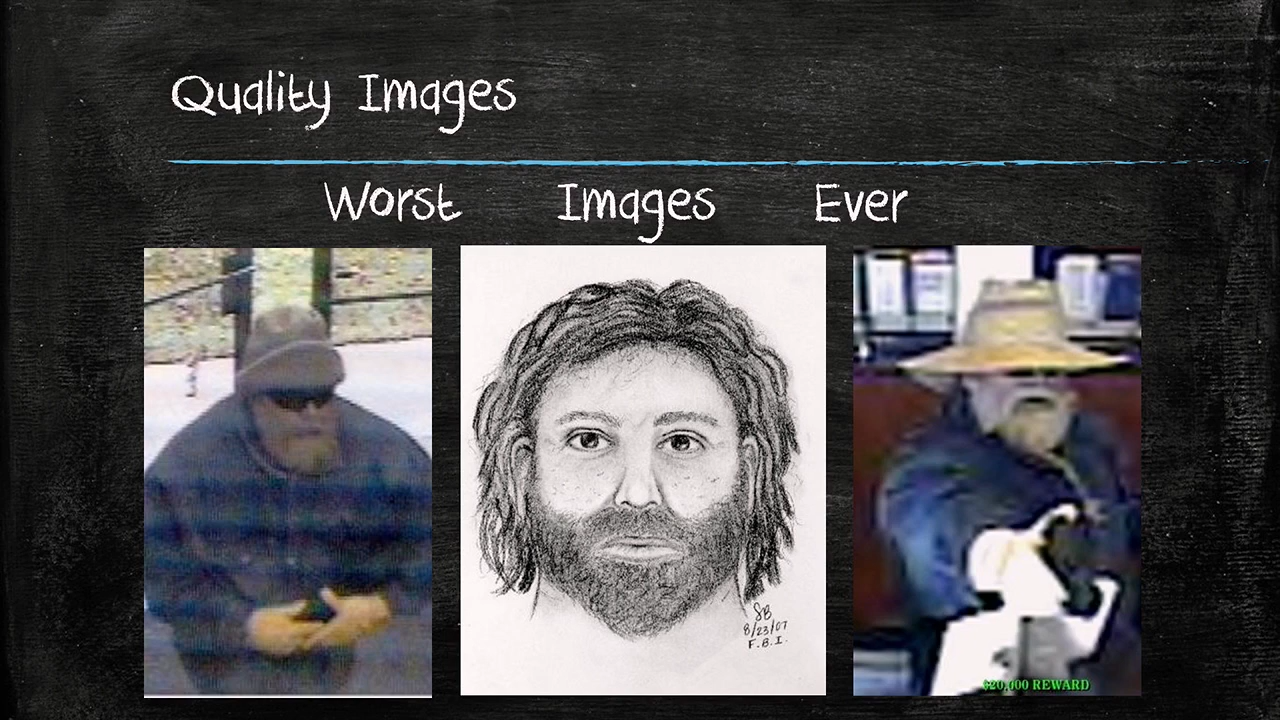 Quality Images
Worst Images Ever
SB
8/23/07
F.B.I.
$20,000 REWARD